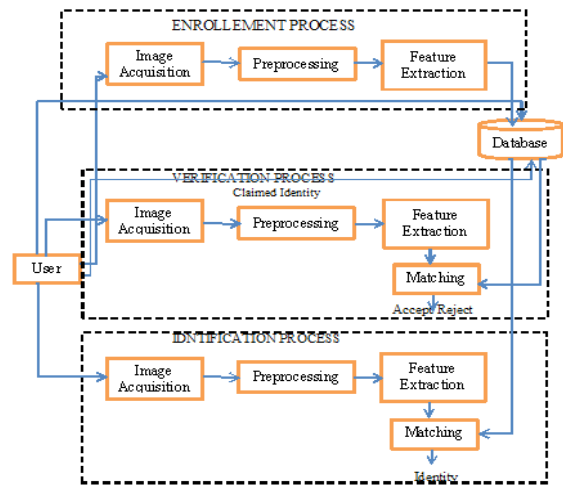 ENROLLEMENT PROCESS
Image
Acquisition
Preprocessing
Feature
Extraction
Database
VERIFICATION PROCESS
Claimed Identity
Image
Acquisition
Preprocessing
Feature
Extraction
User
Matching
Accept Reject
IDNTIFICATION PROCESS
Image
Acquisition
Preprocessing
Feature
Extraction
Matching
Identity